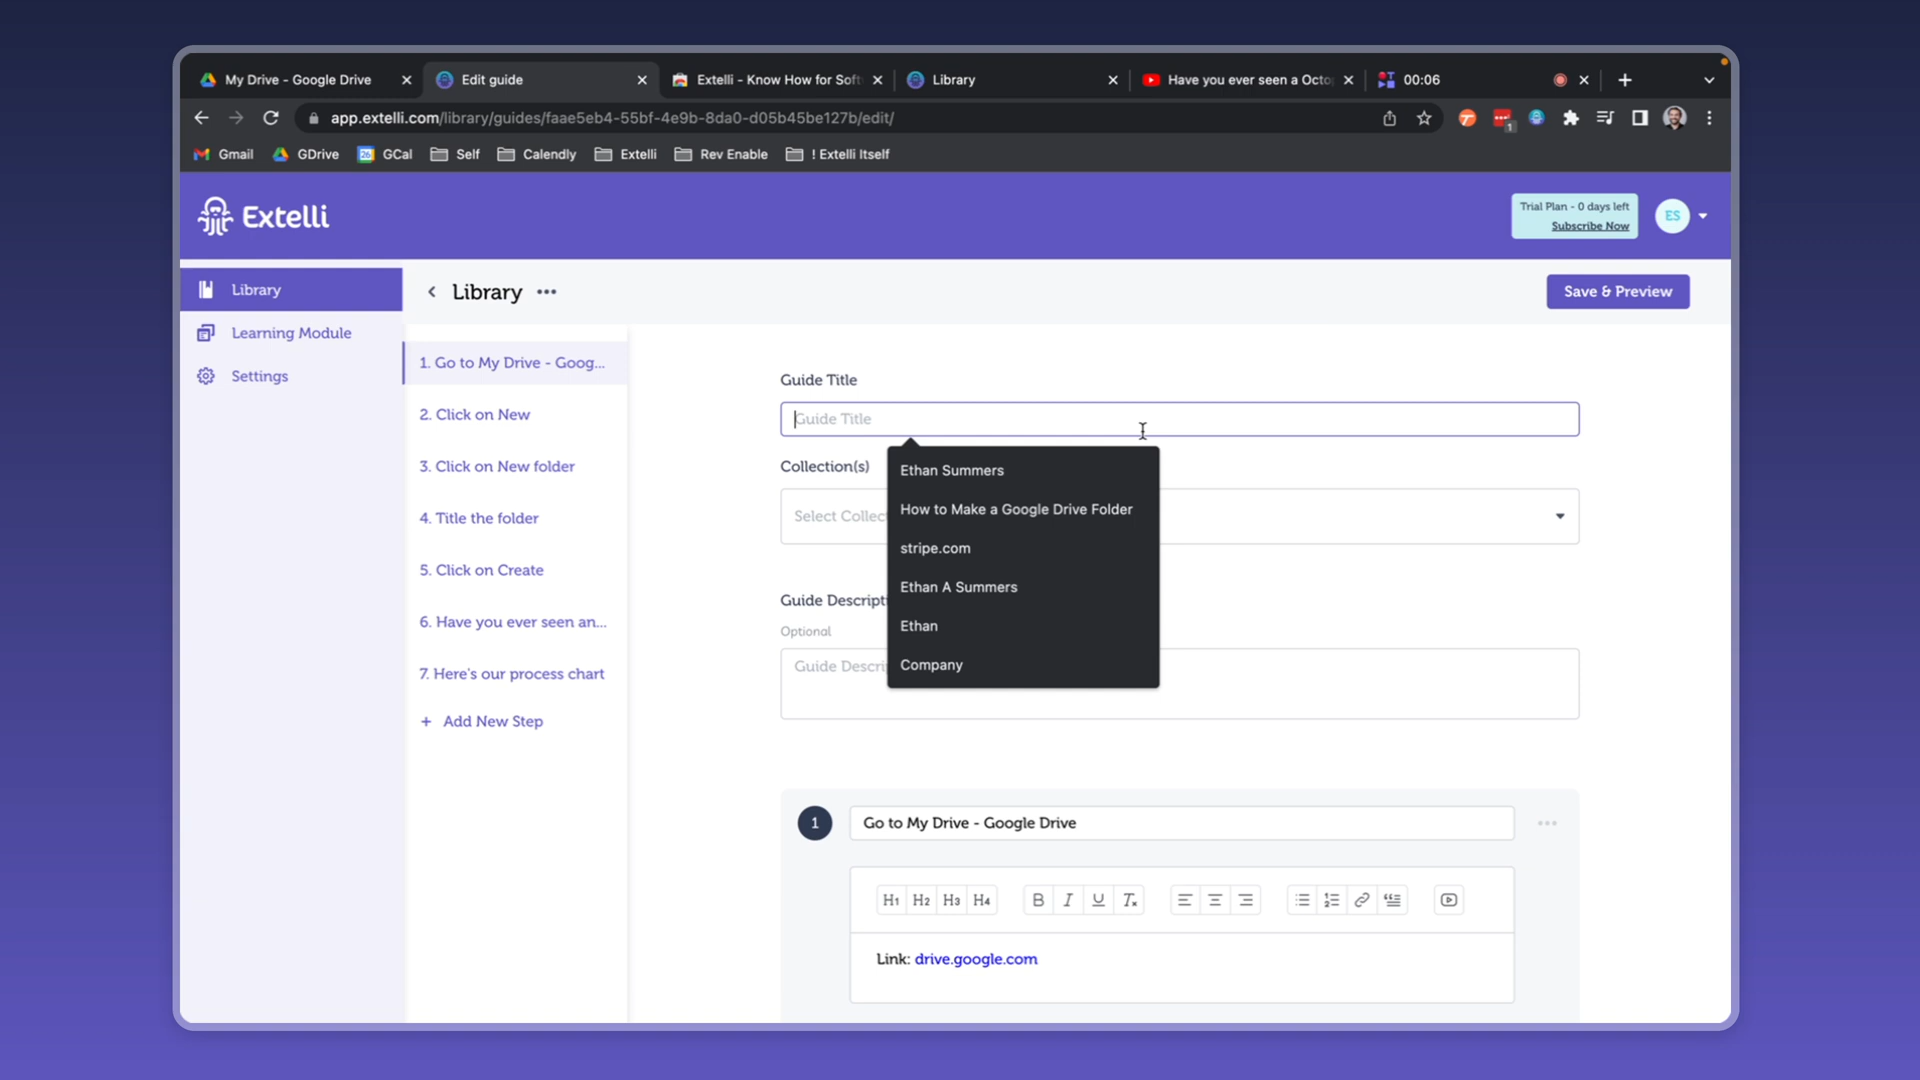 My Drive - Google Drive
Edit guide
Extelli - Know How for Soft
Library
Have you ever seen a Octo
00:06
app.extelli.com/library/guides/faae5eb4-55bf-4e9b-8da0-d05b45be127b/edit/
1
Gmail
GDrive
26
GCal
Self
Calendly
Extelli
Rev Enable
! Extelli Itself
Extelli
Trial Plan - 0 days left
Subscribe Now
ES
Library
Learning Module
Settings
Library
Save & Preview
1. Go to My Drive - Goog...
2. Click on New
3. Click on New folder
4. Title the folder
5. Click on Create
6. Have you ever seen an...
7. Here's our process chart
+ Add New Step
Guide Title
Guide Title
Collection(s)
Select Collec
Ethan Summers
How to Make a Google Drive Folder
stripe.com
Ethan A Summers
Ethan
Company
Guide Descripti
Optional
Guide Descrip
1
Go to My Drive - Google Drive
H1 H2 H3 H4 B I U Tx
Link: drive.google.com